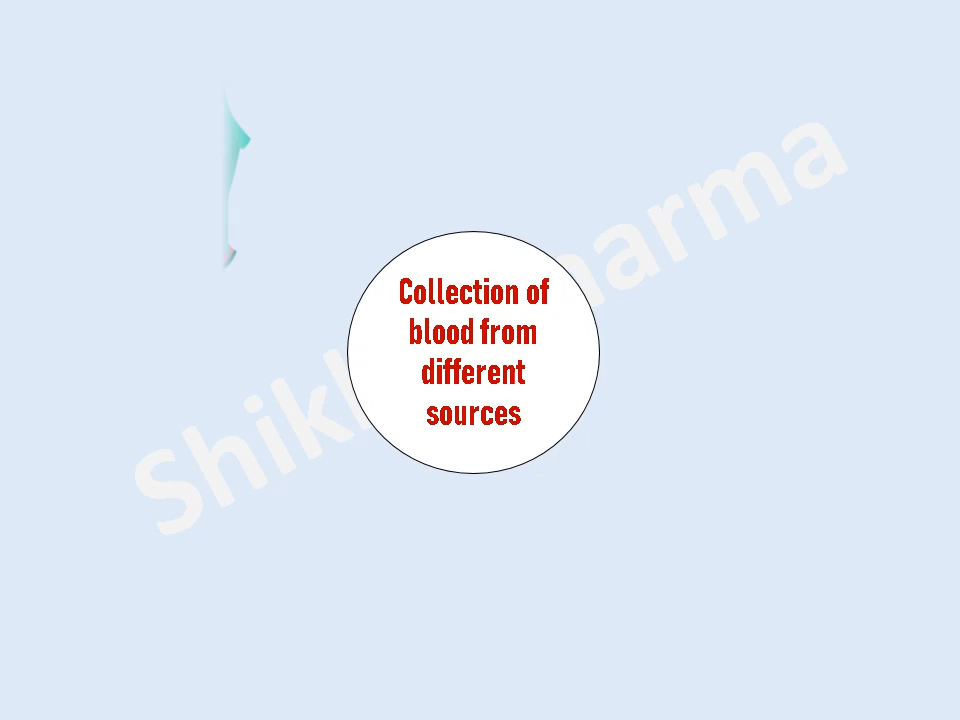 Collection of
blood from
different
sources